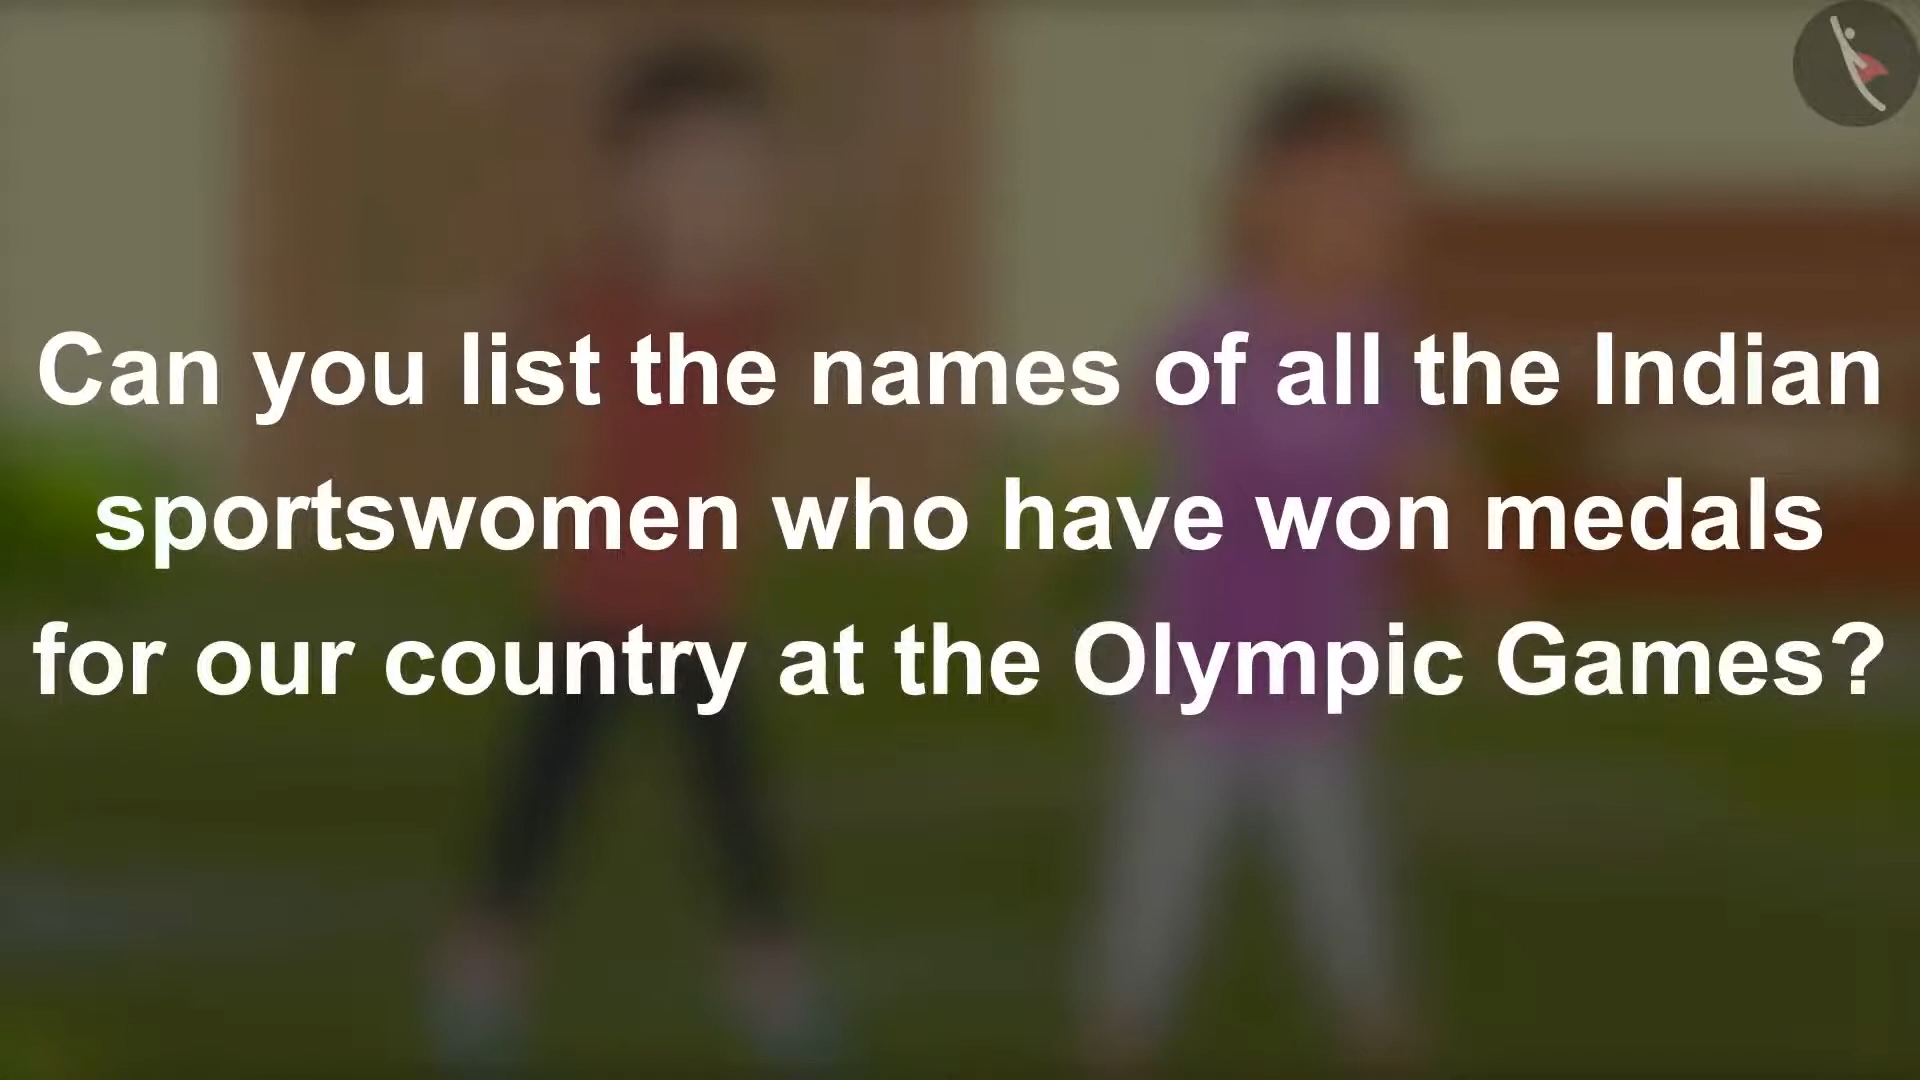 Can you list the names of all the Indian
sportswomen who have won medals
for our country at the Olympic Games?